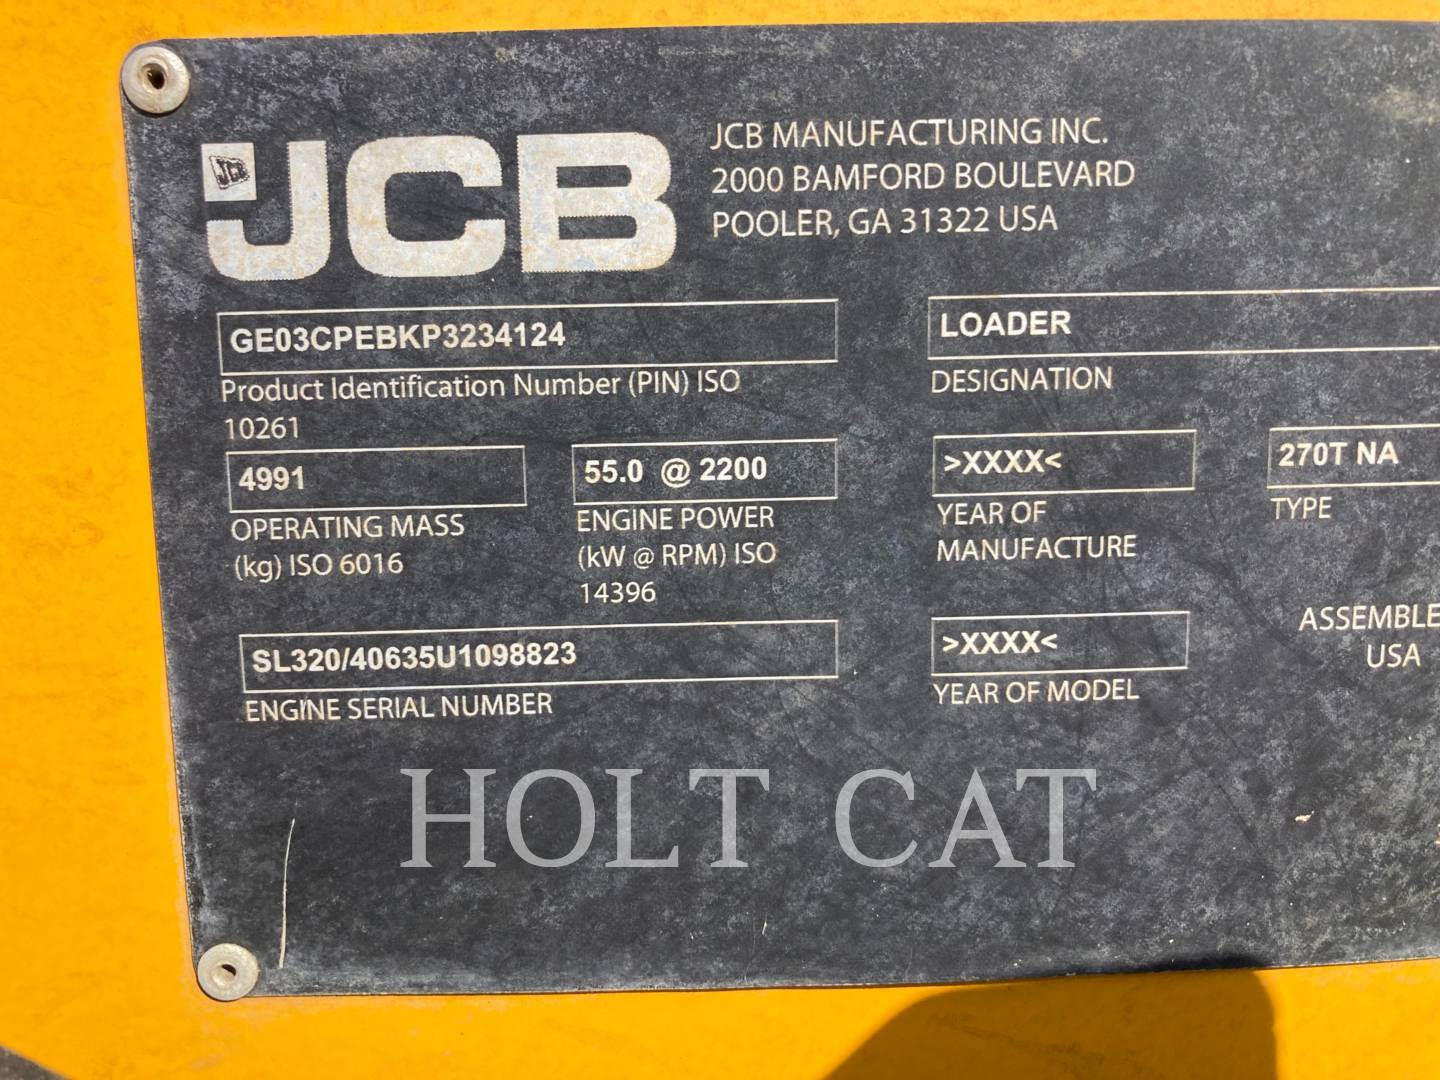 JCB
JCB
JCB MANUFACTURING INC.
2000 BAMFORD BOULEVARD
POOLER, GA 31322 USA
GE03CPEBKP3234124
Product Identification Number (PIN) ISO
10261
LOADER
DESIGNATION
4991
OPERATING MASS
(kg) ISO 6016
55.0 @ 2200
ENGINE POWER
(kW @ RPM) ISO
14396
>XXXX<
YEAR OF
MANUFACTURE
270T NA
TYPE
SL320/40635U1098823
ENGINE SERIAL NUMBER
>XXXX<
YEAR OF MODEL
ASSEMBLE
USA
HOLT CAT